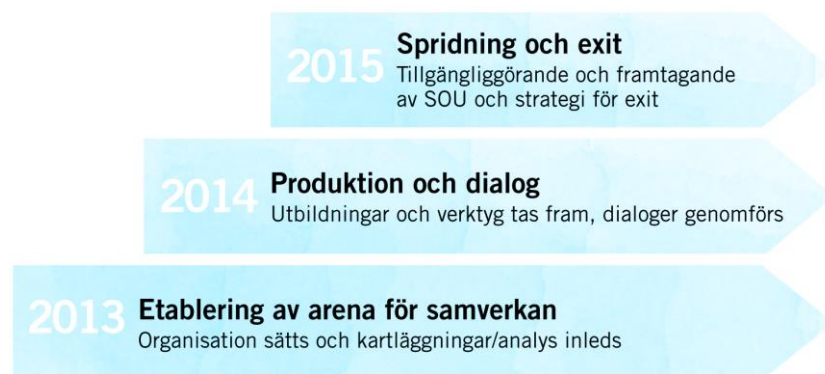 2015 Spridning och exit
Tillgängliggörande och framtagande
av SOU och strategi för exit
2014 Produktion och dialog
Utbildningar och verktyg tas fram, dialoger genomförs
2013 Etablering av arena för samverkan
Organisation sätts och kartläggningar/analys inleds